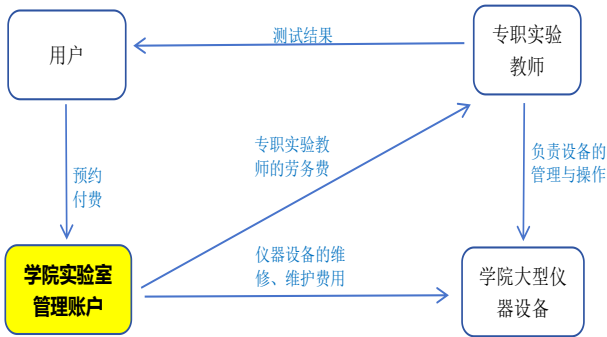 用户
测试结果
专职实验
教师
预约
付费
专职实验教
师的劳务费
负责设备的
管理与操作
学院实验室
管理账户
仪器设备的维
修、维护费用
学院大型仪
器设备